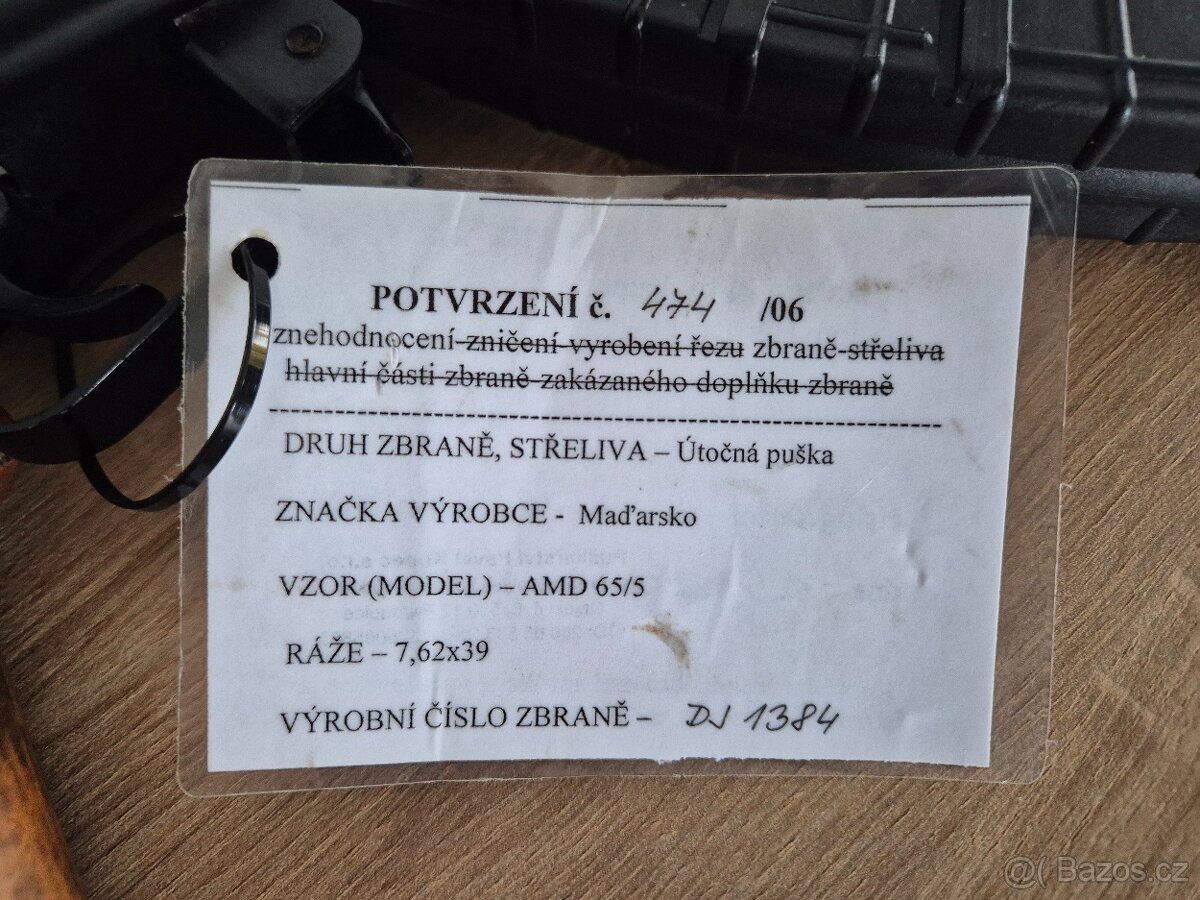 POTVRZENÍ č. 474 /06
znehodnocení-zničení-vyrobení řezu zbraně-střeliva
hlavní části zbraně-zakázaného doplňku zbraně
DRUH ZBRANĚ, STŘELIVA – Útočná puška
ZNAČKA VÝROBCE - Maďarsko
VZOR (MODEL) – AMD 65/5
RÁŽE – 7,62x39
VÝROBNÍ ČÍSLO ZBRANĚ – DJ 1384
@( Bazos.cz